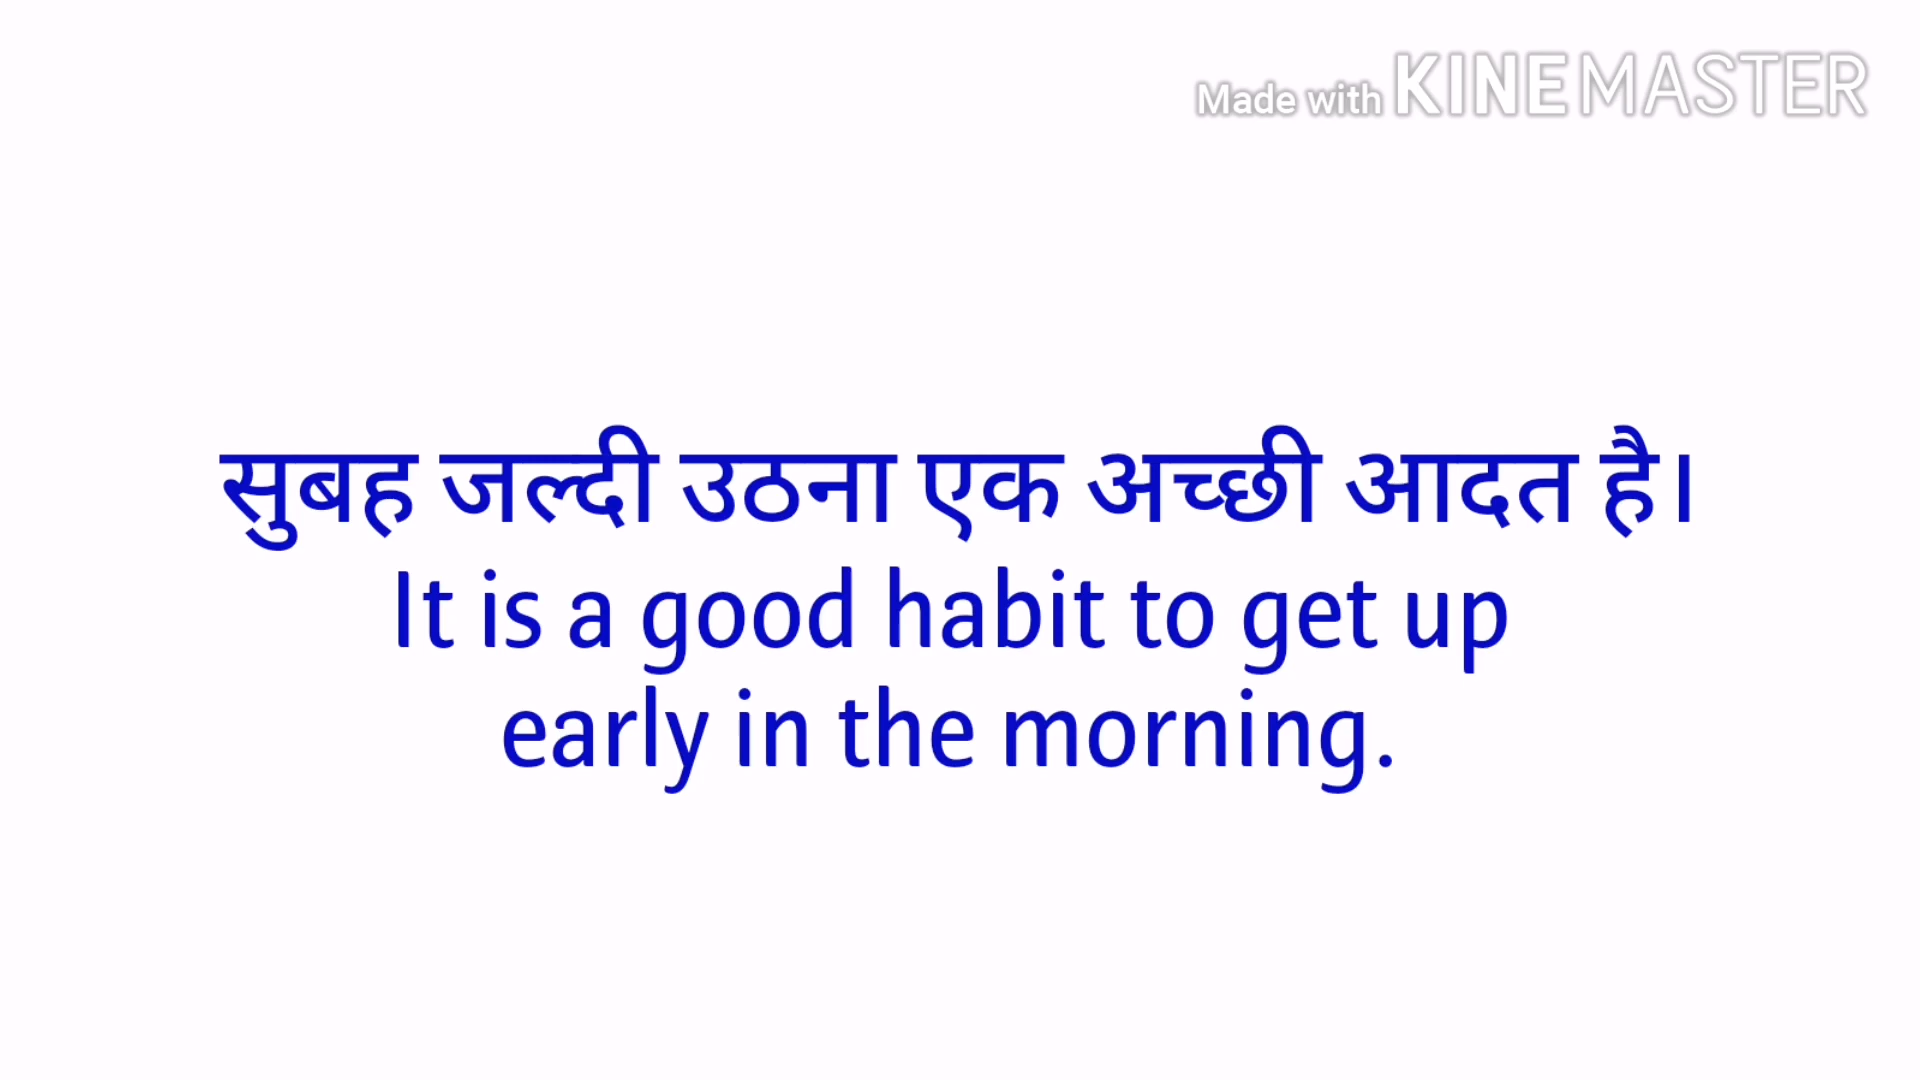 Made with KINEMASTER
सुबह जल्दी उठना एक अच्छी आदत है।
It is a good habit to get up
early in the morning.